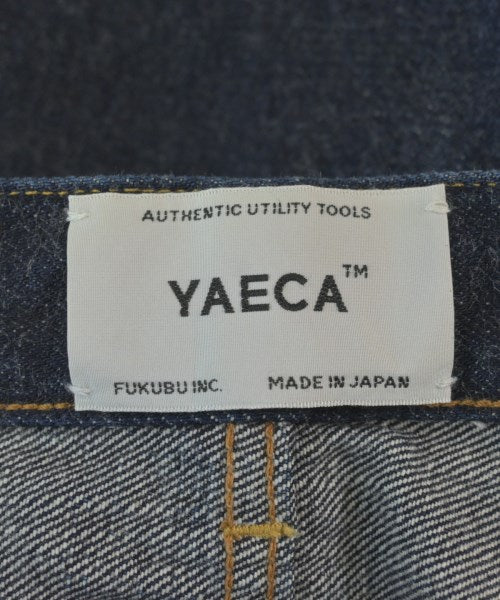 AUTHENTIC UTILITY TOOLS
YAECA™
FUKUBU INC. MADE IN JAPAN